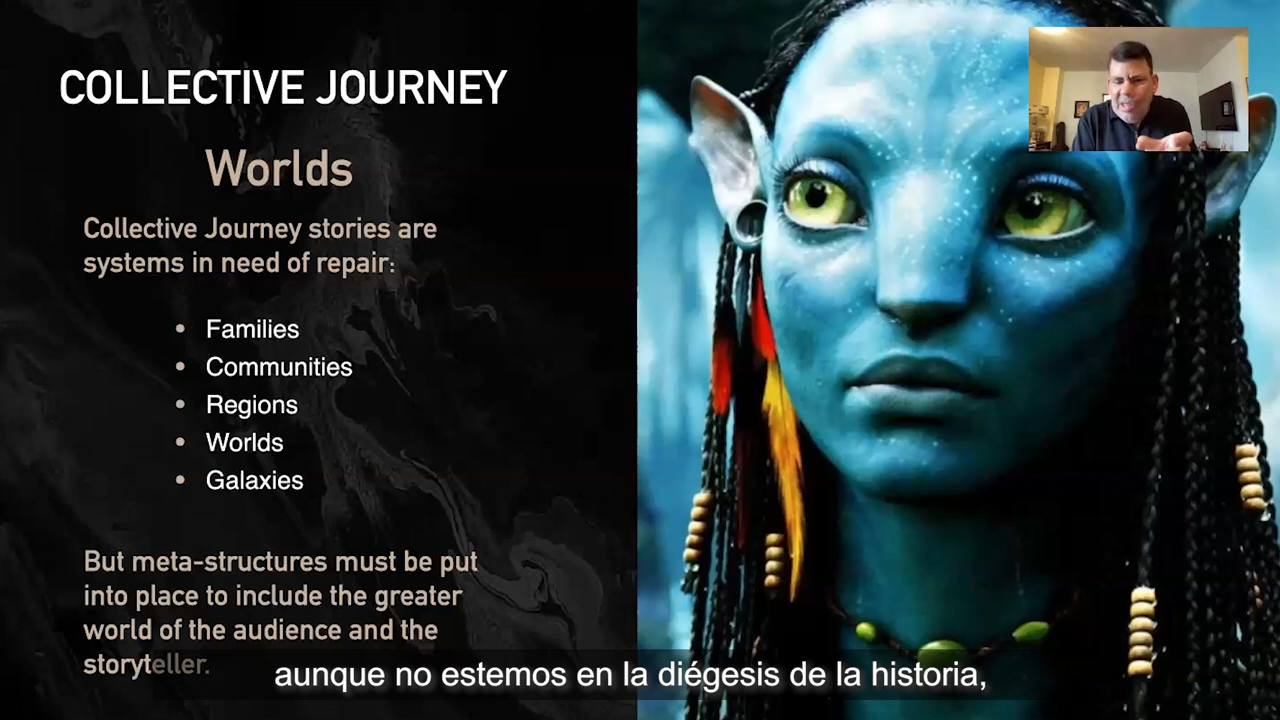 COLLECTIVE JOURNEY
Worlds
Collective Journey stories are
systems in need of repair:
• Families
• Communities
• Regions
• Worlds
• Galaxies
But meta-structures must be put
into place to include the greater
world of the audience and the
storyteller.
aunque no estemos en la diégesis de la historia,